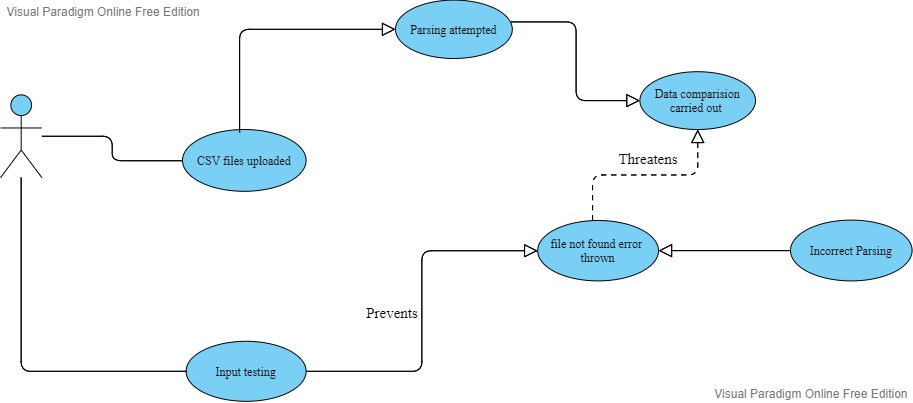 Visual Paradigm Online Free Edition
Parsing attempted
Data comparision
carried out
CSV files uploaded
Threatens
file not found error
thrown
Incorrect Parsing
Prevents
Input testing
Visual Paradigm Online Free Edition